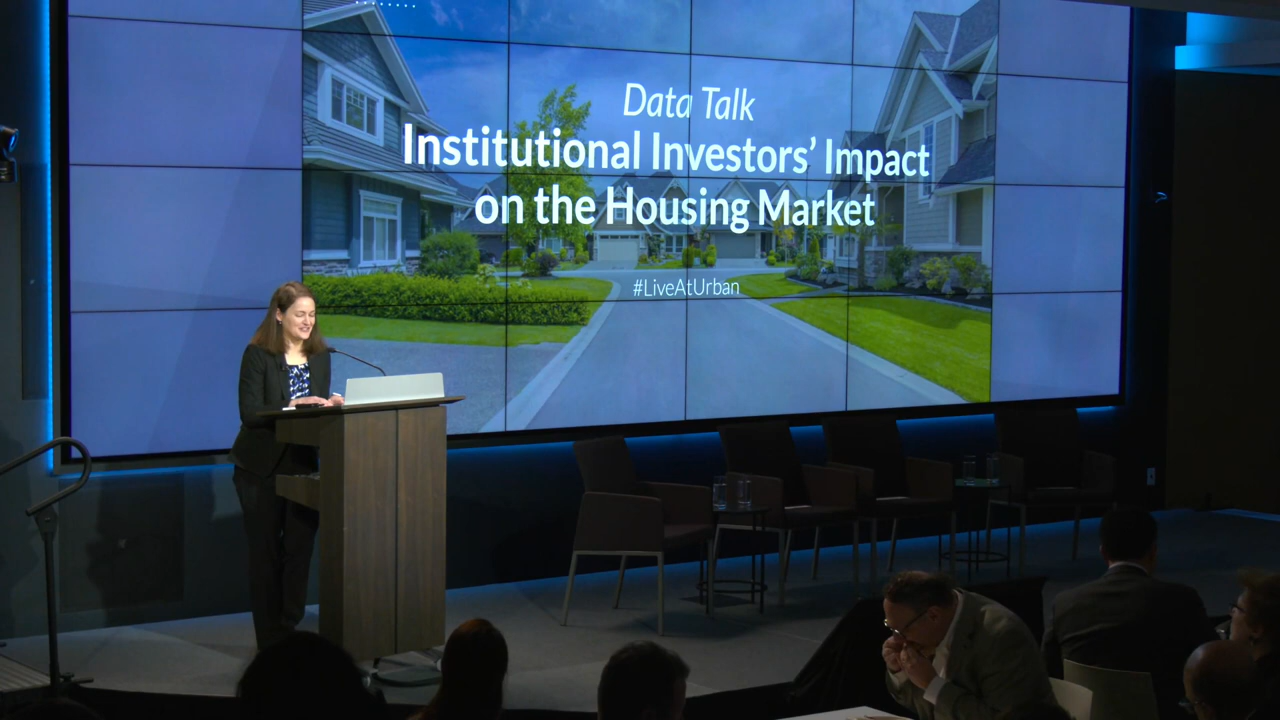 Data Talk
Institutional Investors’ Impact
on the Housing Market
#LiveAtUrban